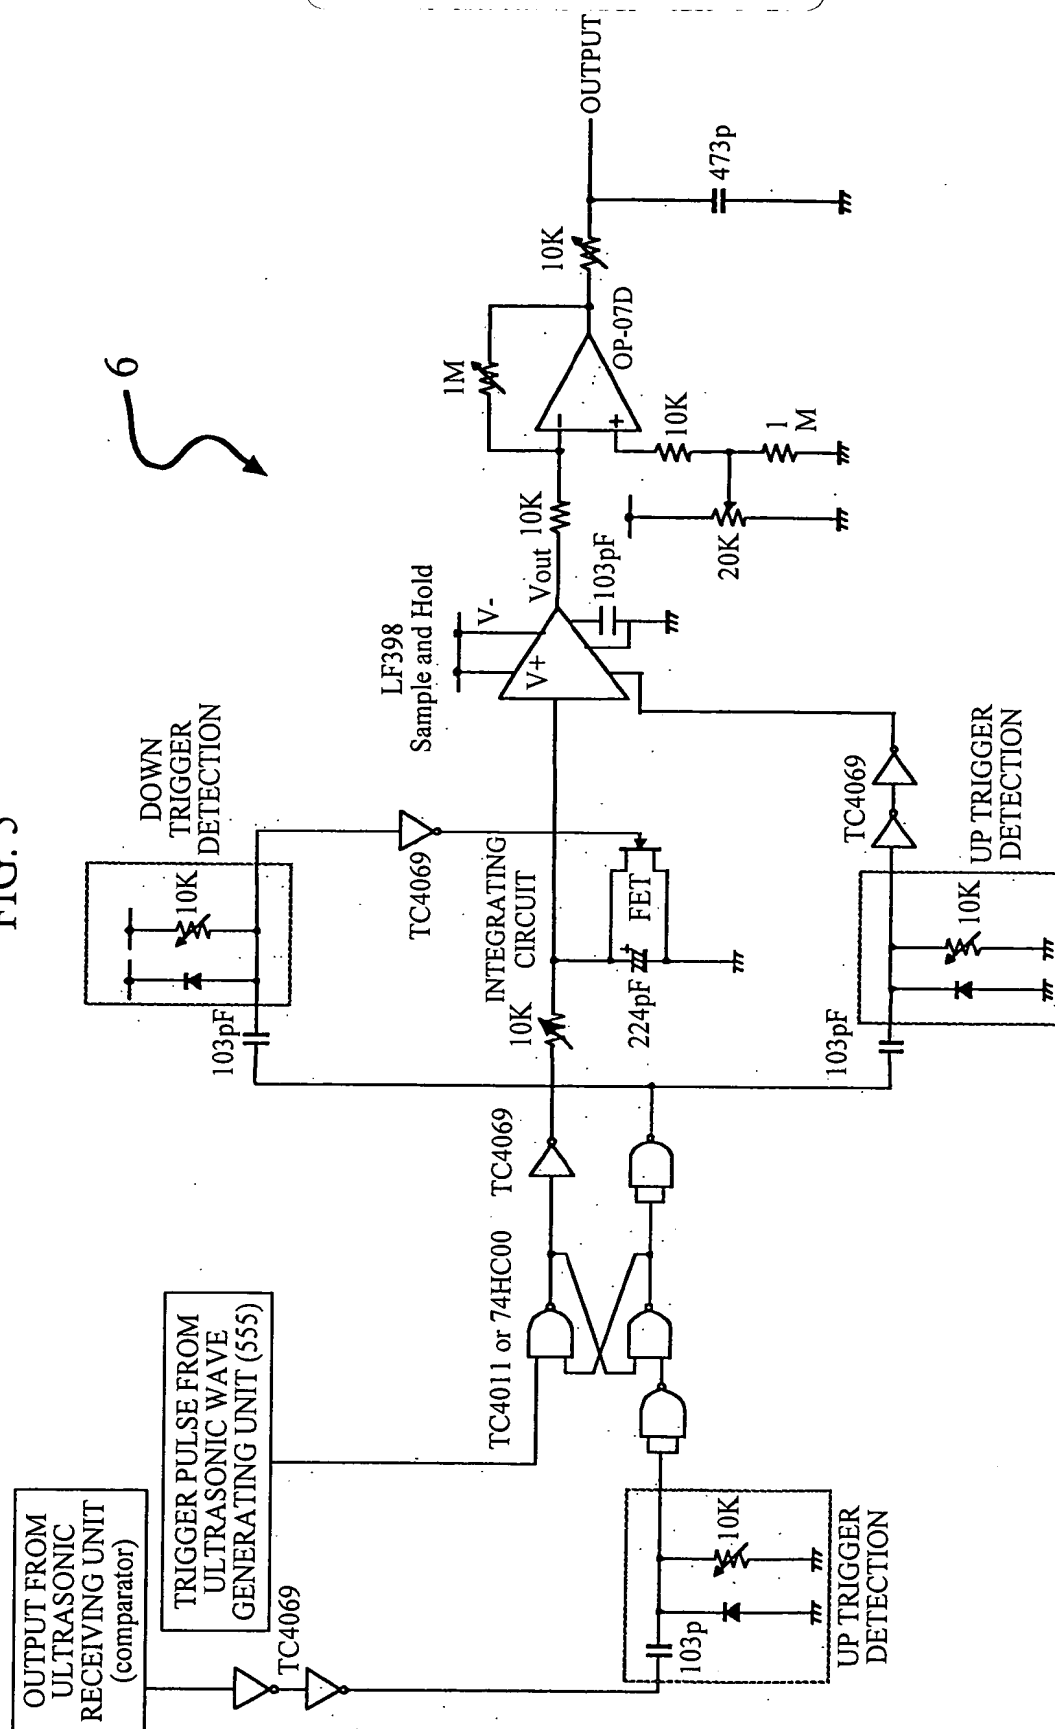 FIG. 5
6
OUTPUT FROM
ULTRASONIC
RECEIVING UNIT
(comparator)
TRIGGER PULSE FROM
ULTRASONIC WAVE
GENERATING UNIT (555)
TC4069
103p
10K
UP TRIGGER
DETECTION
TC4011 or 74HC00
TC4069
103pF
10K
DOWN
TRIGGER
DETECTION
TC4069
10K
INTEGRATING
CIRCUIT
224pF
+
FET
103pF
10K
UP TRIGGER
DETECTION
TC4069
LF398
Sample and Hold
V+
V-
Vout
103pF
10K
1M
-
+
OP-07D
20K
10K
1
M
10K
473p
OUTPUT